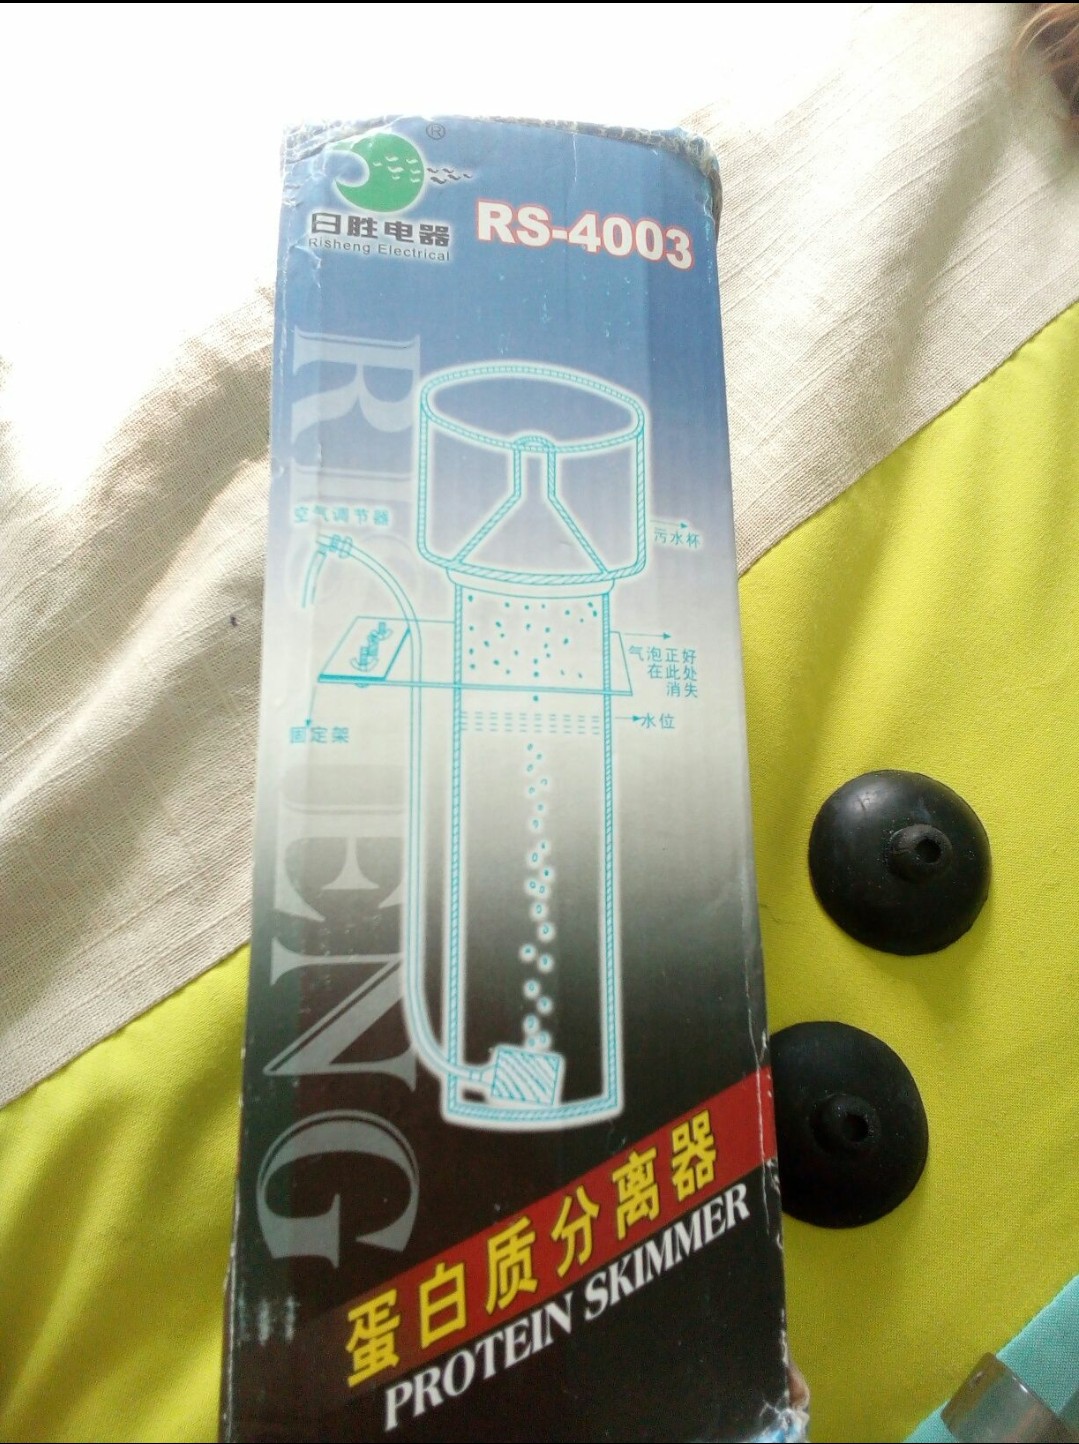 ®
日胜电器
Risheng Electrical
RS-4003
RISHENG
空气调节器
污水杯
气泡正好
在此处
消失
水位
固定架
蛋白质分离器
PROTEIN SKIMMER